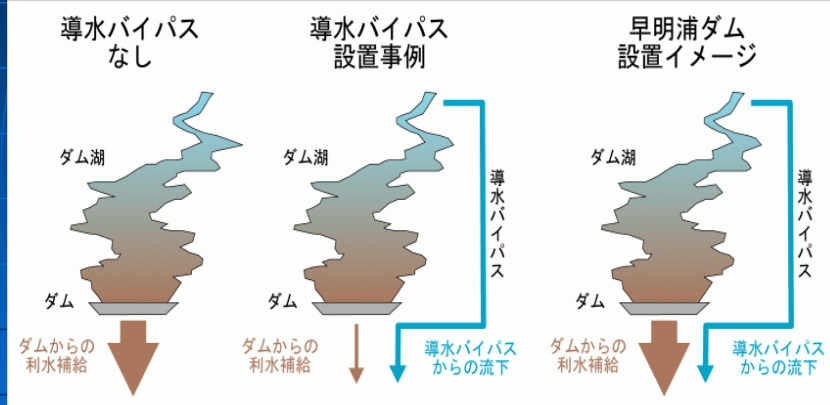 導水バイパス
なし
ダム湖
ダム
ダムからの
利水補給
導水バイパス
設置事例
ダム湖
導水バイパス
ダム
ダムからの
利水補給
導水バイパス
からの流下
早明浦ダム
設置イメージ
ダム湖
導水バイパス
ダム
ダムからの
利水補給
導水バイパス
からの流下